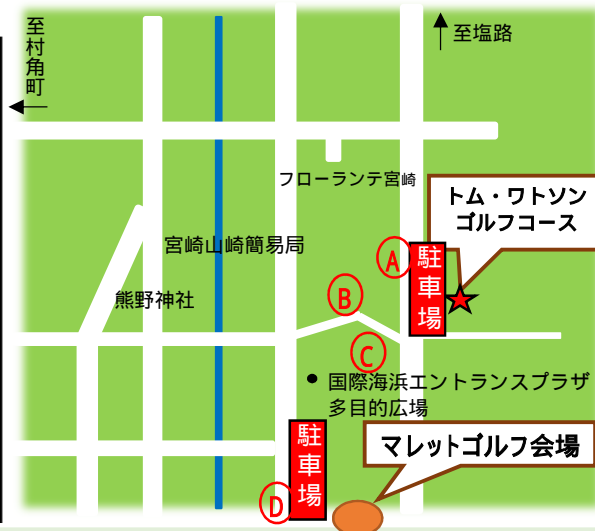 至村角町
至塩路
フローランテ宮崎
トム・ワトソン
ゴルフコース
宮崎山崎簡易局
A
駐車場
熊野神社
B
C
国際海浜エントランスプラザ
多目的広場
駐車場
マレットゴルフ会場
D